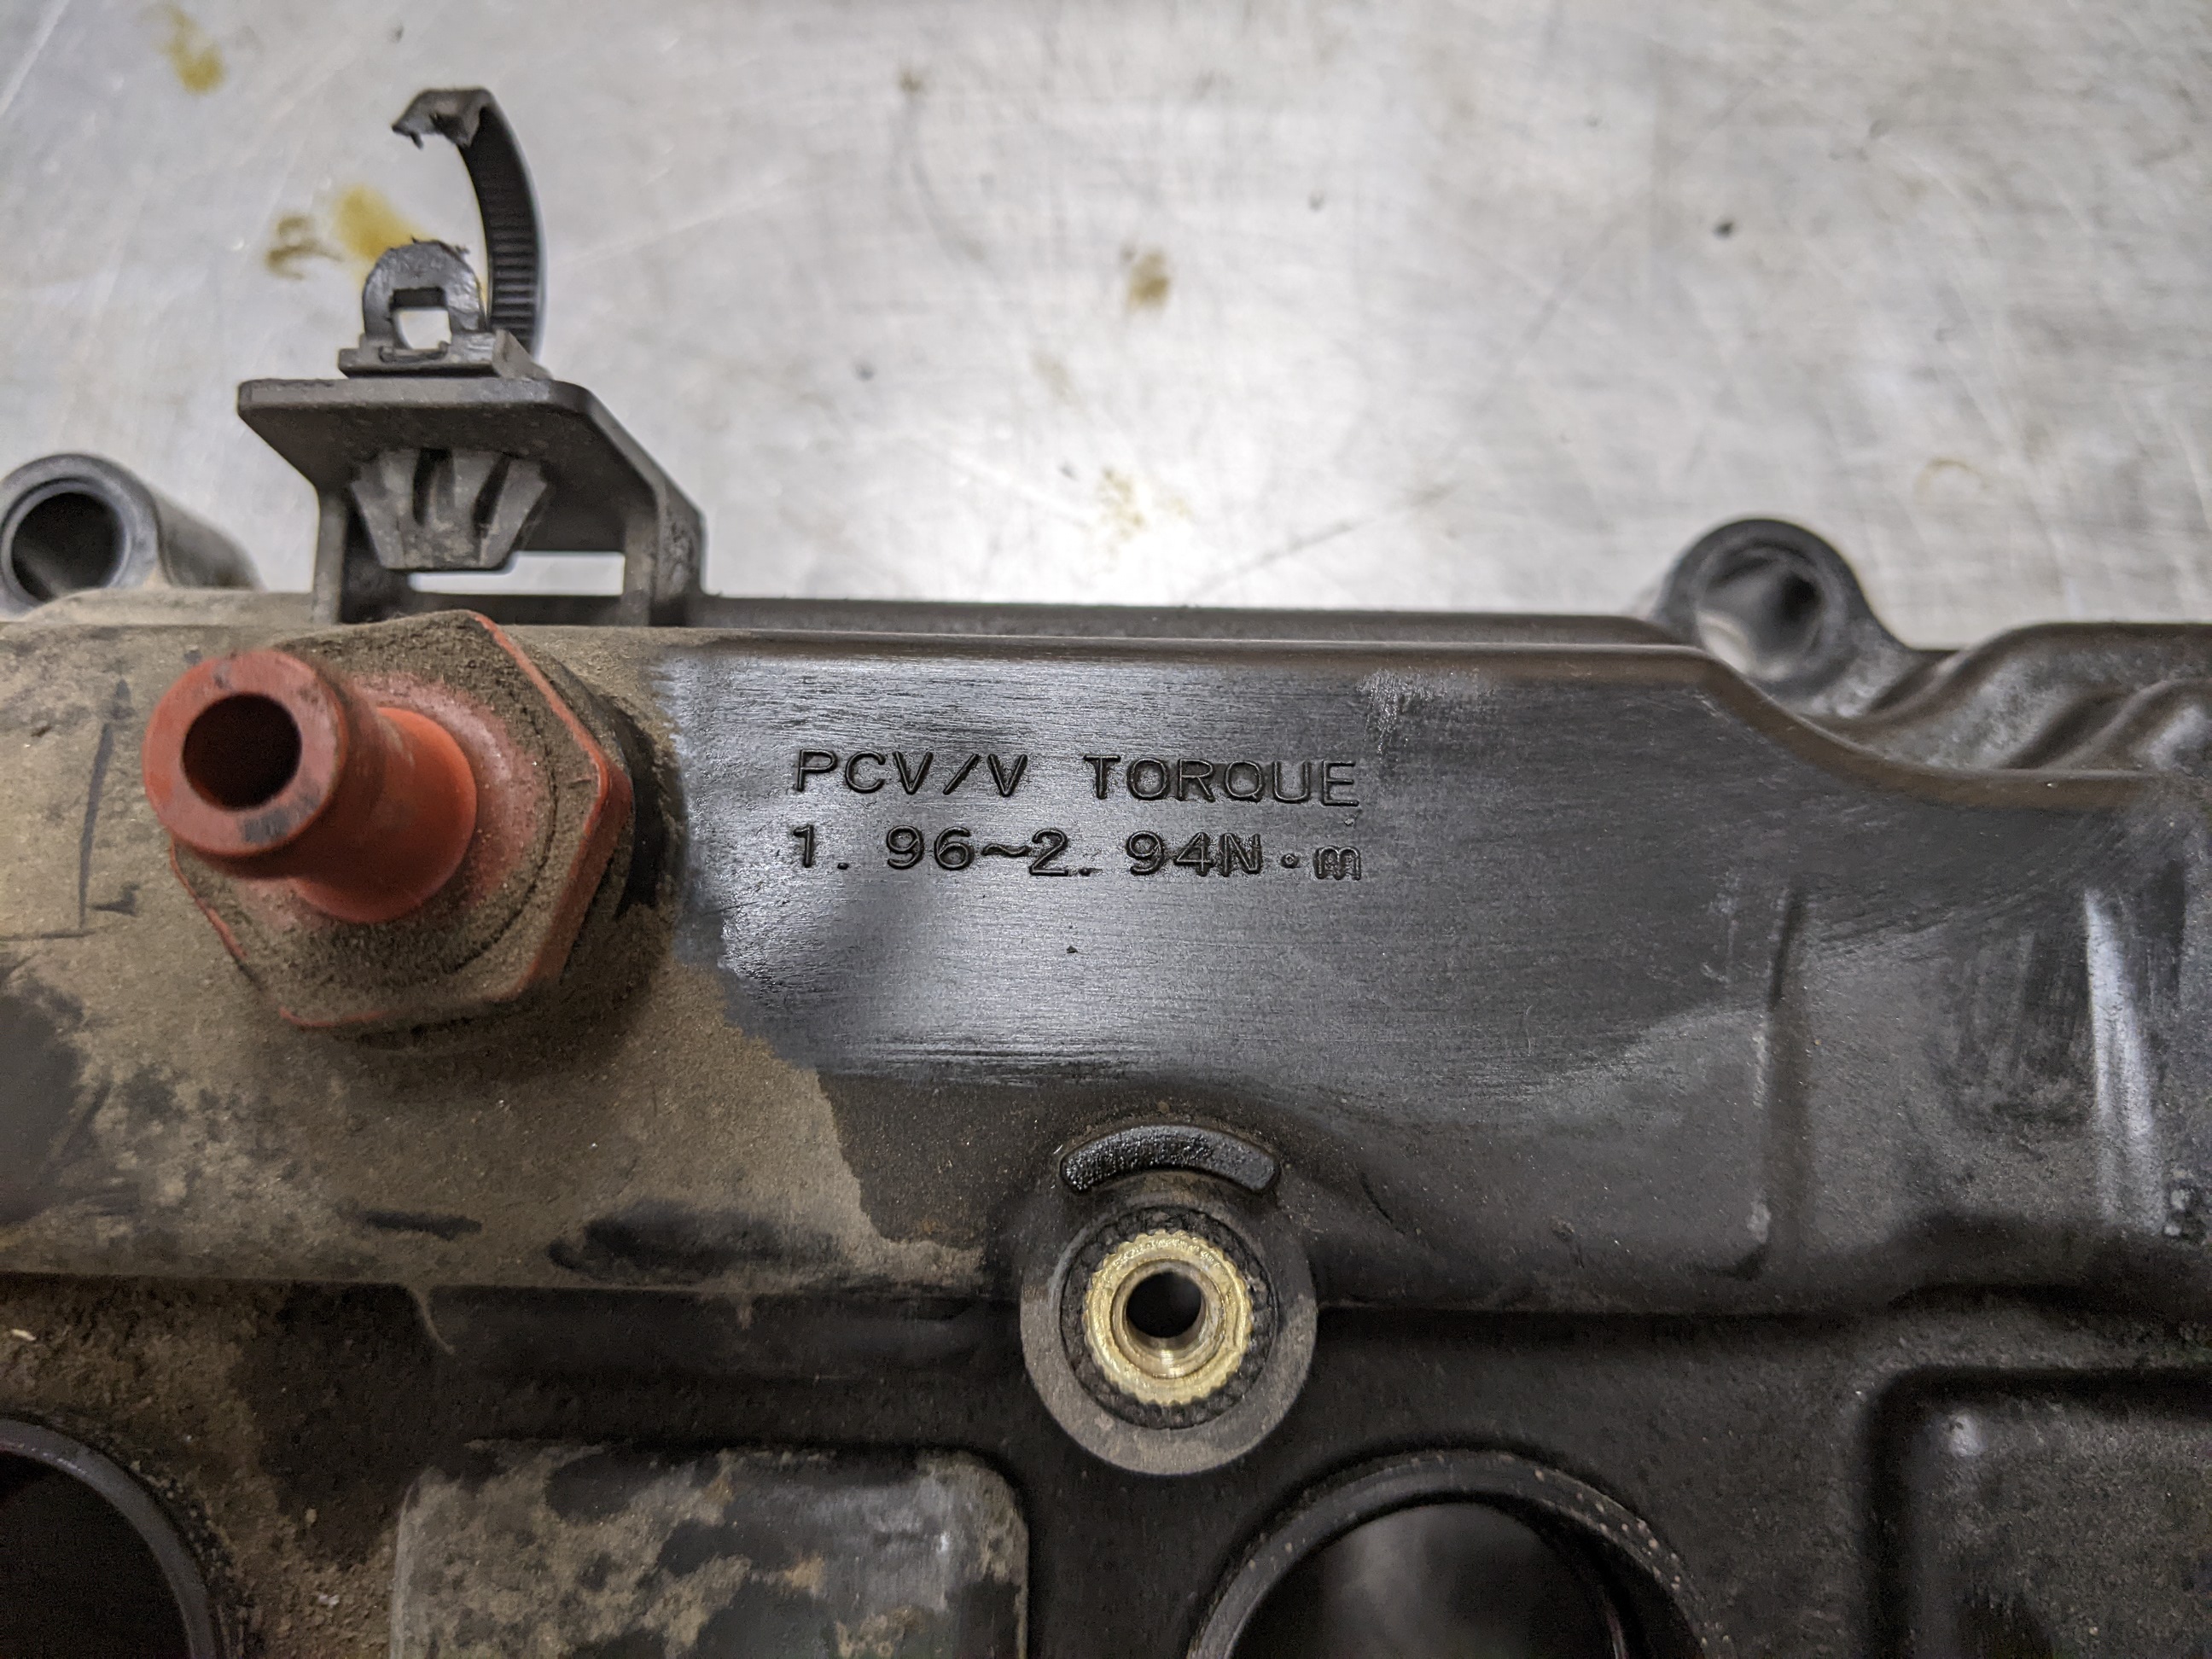 PCV/V TORQUE
1. 96~2. 94N·m